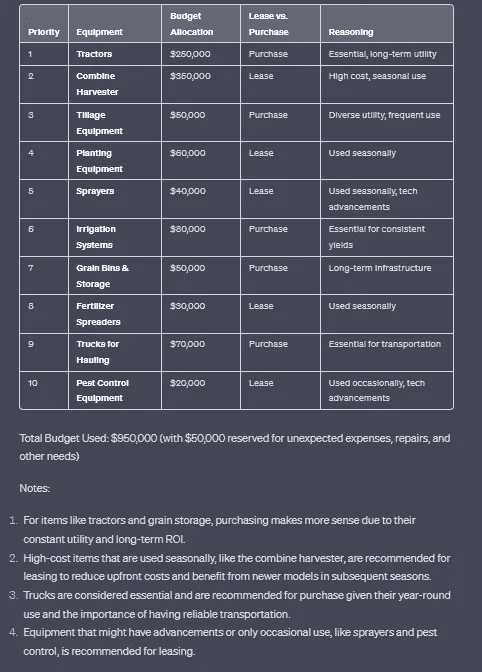 Budget Lease vs.
Priority Equipment Allocation Purchase Reasoning
1 Tractors $250,000 Purchase Essential, long-term utility
2 Combine $350,000 Lease High cost, seasonal use
Harvester
3 Tillage $50,000 Purchase Diverse utility, frequent use
Equipment
4 Planting $60,000 Lease Used seasonally
Equipment
5 Sprayers $40,000 Lease Used seasonally, tech
advancements
6 Irrigation $80,000 Purchase Essential for consistent
Systems yields
7 Grain Bins & $50,000 Purchase Long-term infrastructure
Storage
8 Fertilizer $30,000 Lease Used seasonally
Spreaders
9 Trucks for $70,000 Purchase Essential for transportation
Hauling
10 Pest Control $20,000 Lease Used occasionally, tech
Equipment advancements
Total Budget Used: $950,000 (with $50,000 reserved for unexpected expenses, repairs, and
other needs)
Notes:
1. For items like tractors and grain storage, purchasing makes more sense due to their
constant utility and long-term ROI.
2. High-cost items that are used seasonally, like the combine harvester, are recommended for
leasing to reduce upfront costs and benefit from newer models in subsequent seasons.
3. Trucks are considered essential and are recommended for purchase given their year-round
use and the importance of having reliable transportation.
4. Equipment that might have advancements or only occasional use, like sprayers and pest
control, is recommended for leasing.